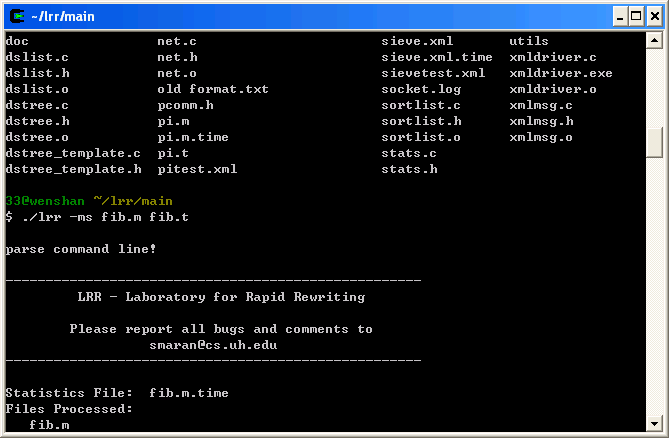 ~/lrr/main
doc net.c sieve.xml utils
dslist.c net.h sieve.xml.time xmldriver.c
dslist.h net.o sievetest.xml xmldriver.exe
dslist.o old format.txt socket.log xmldriver.o
dstree.c pcomm.h sortlist.c xmlmsg.c
dstree.h pi.m sortlist.h xmlmsg.h
dstree.o pi.m.time sortlist.o xmlmsg.o
dstree_template.c pi.t stats.c
dstree_template.h pitest.xml stats.h
33@wenshan ~/lrr/main
$ ./lrr -ms fib.m fib.t
parse command line!
----------------------------------------------------
LRR - Laboratory for Rapid Rewriting
Please report all bugs and comments to
smaran@cs.uh.edu
----------------------------------------------------
Statistics File: fib.m.time
Files Processed:
fib.m